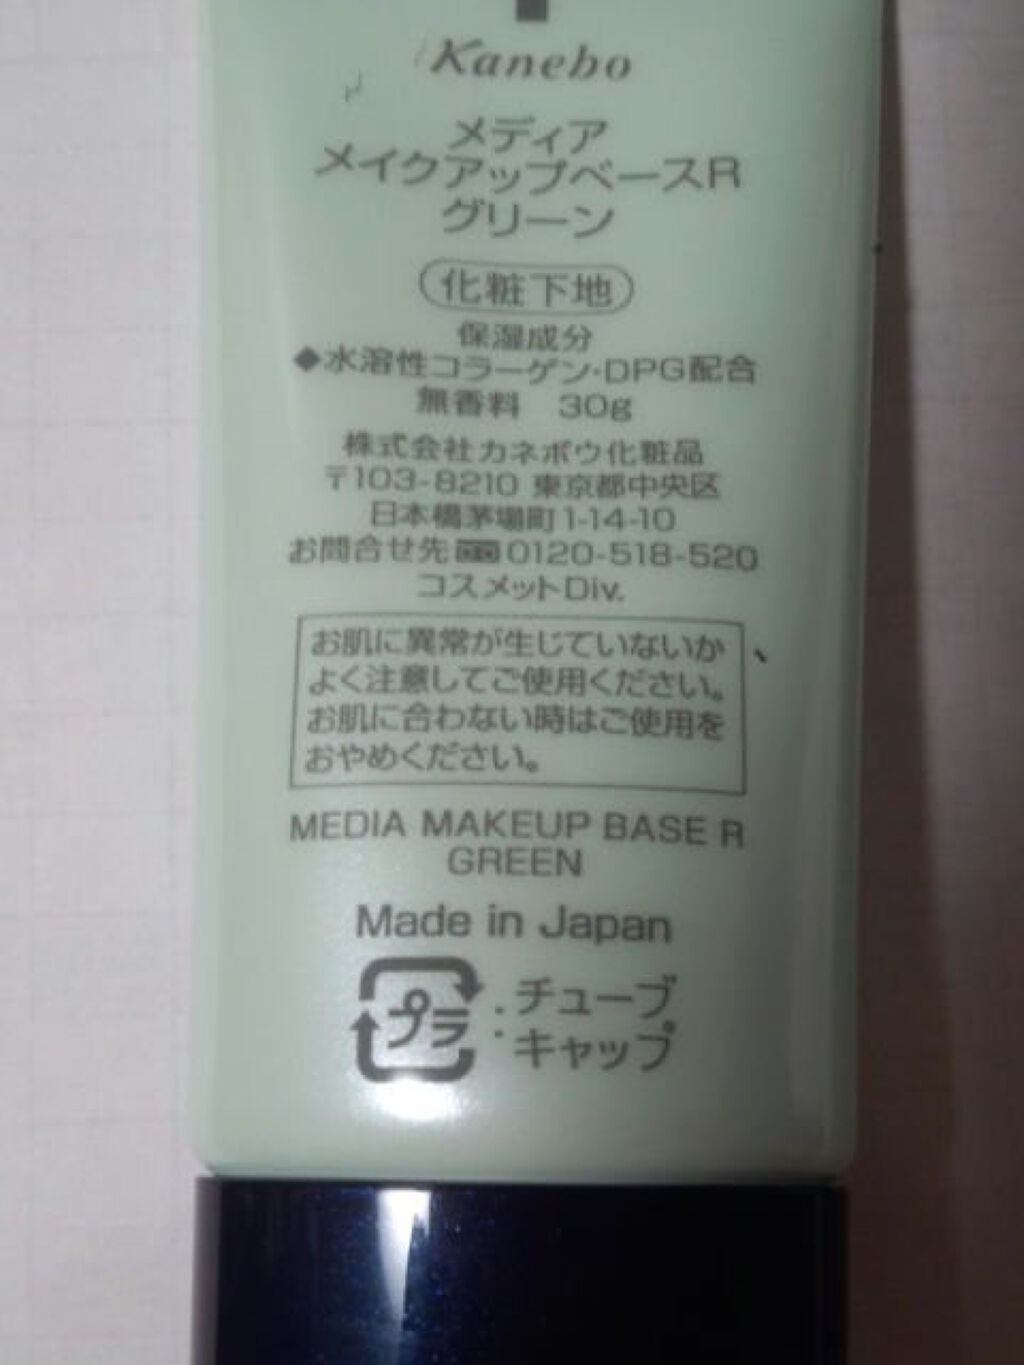 Kanebo
メディア
メイクアップベースR
グリーン
化粧下地
保湿成分
◆水溶性コラーゲン・DPG配合
無香料 30g
株式会社カネボウ化粧品
〒103-8210 東京都中央区
日本橋茅場町1-14-10
お問合せ先 0120-518-520
コスメットDiv.
お肌に異常が生じていないか
よく注意してご使用ください。
お肌に合わない時はご使用を
おやめください。
MEDIA MAKEUP BASE R
GREEN
Made in Japan
プラ : チューブ
キャップ